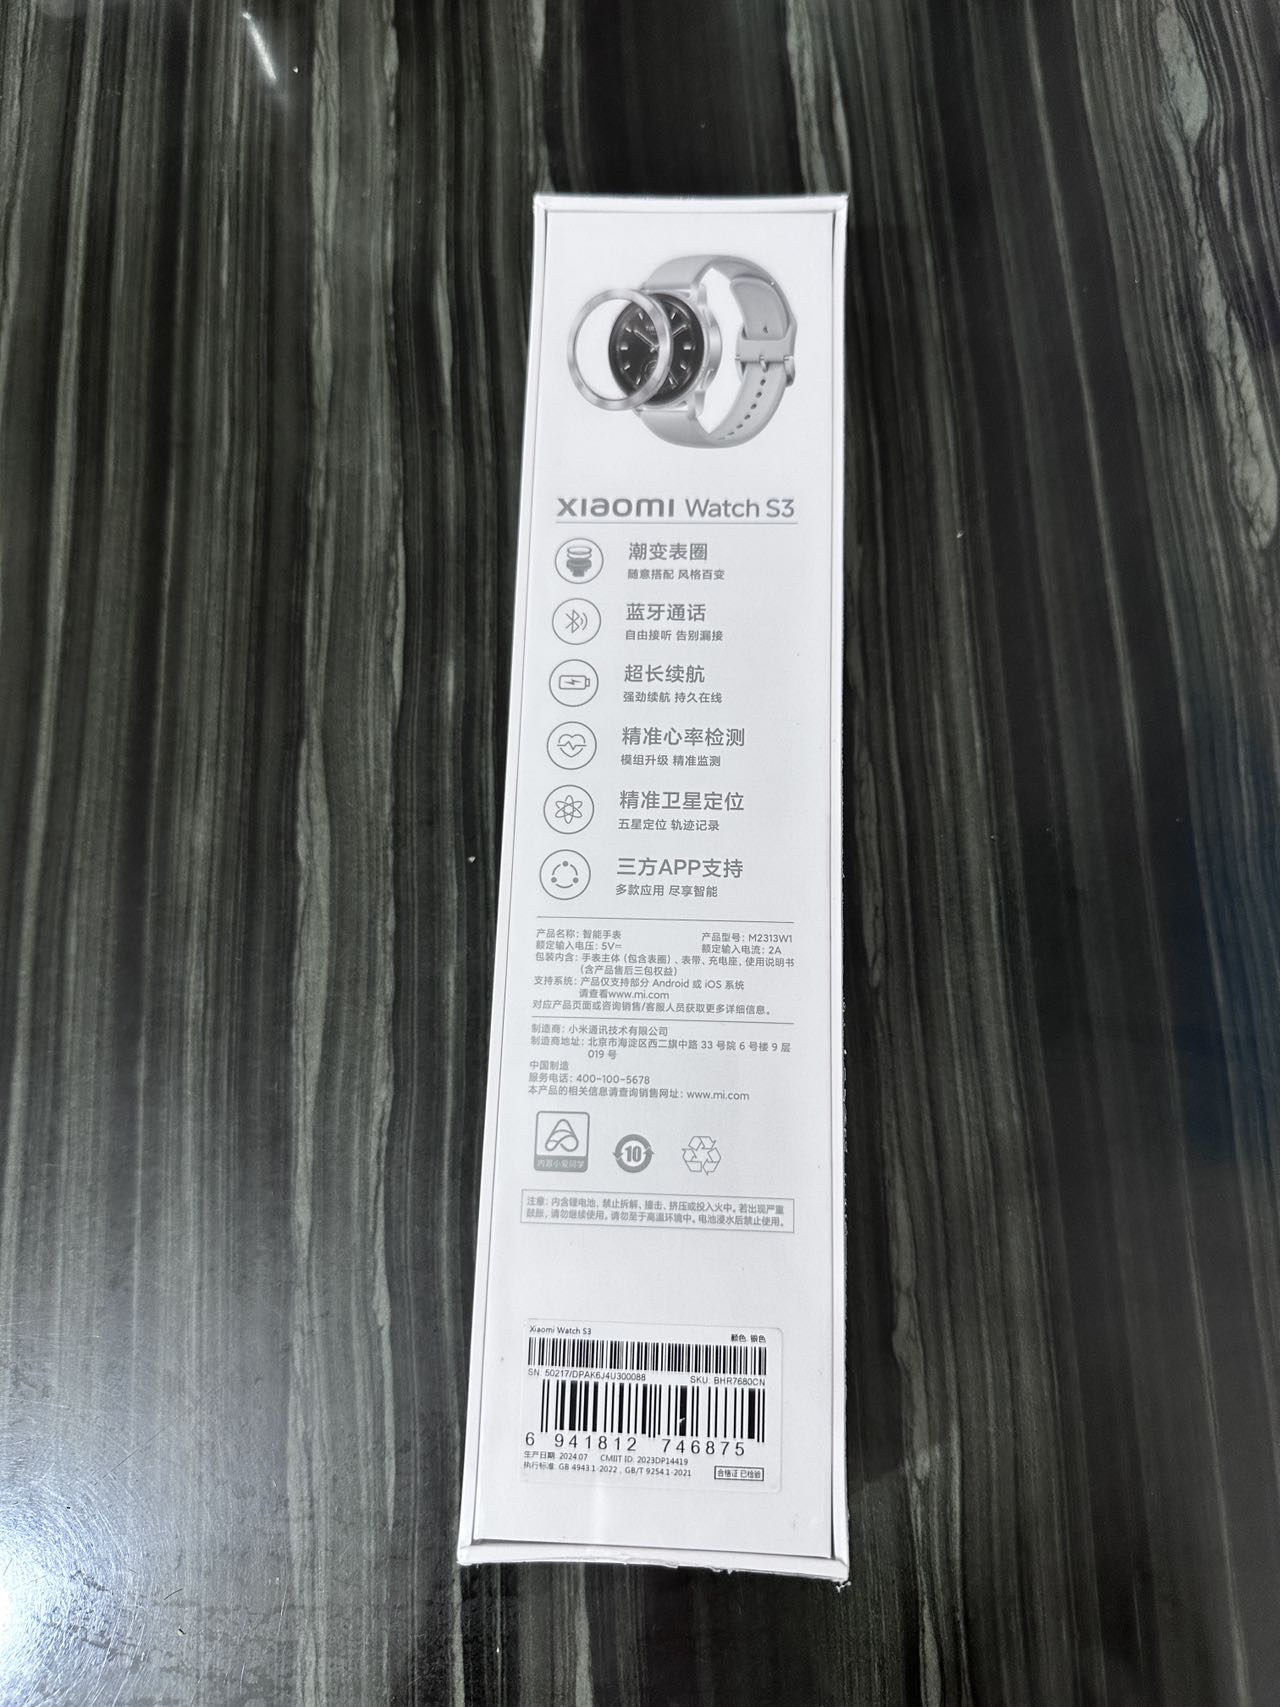 xiaomi Watch S3
潮变表圈
随意搭配 风格百变
蓝牙通话
自由接听 告别漏接
超长续航
强劲续航 持久在线
精准心率检测
模组升级 精准监测
精准卫星定位
五星定位 轨迹记录
三方APP支持
多款应用 尽享智能
产品名称：智能手表 产品型号：M2313W1
额定输入电压：5V⎓ 额定输入电流：2A
包装内含：手表主体（包含表圈）、表带、充电座、使用说明书
（含产品售后三包权益）
支持系统：产品仅支持部分 Android 或 iOS 系统
请查看www.mi.com
对应产品页面或咨询销售/客服人员获取更多详细信息。
制造商：小米通讯技术有限公司
制造商地址：北京市海淀区西二旗中路 33 号院 6 号楼 9 层
019 号
中国制造
服务电话：400-100-5678
本产品的相关信息请查询销售网址：www.mi.com
内置小爱同学
10
注意：内含锂电池，禁止拆解、撞击、挤压或投入火中。若出现严重
鼓胀，请勿继续使用。请勿至于高温环境中。电池浸水后禁止使用。
Xiaomi Watch S3 颜色 银色
SN: 50217/DPAK6J4U300088 SKU: BHR7680CN
6 941812 746875
生产日期: 2024.07 CMIIT ID: 2023DP14419
执行标准: GB 4943.1-2022，GB/T 9254.1-2021 合格证 已检验